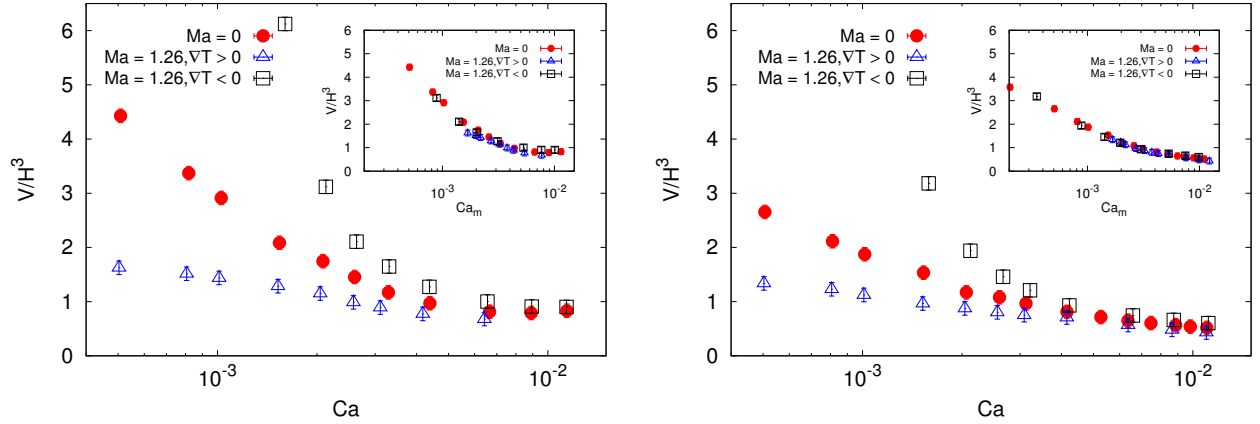 6
5
4
3
2
1
0
V/H³
10⁻³
10⁻²
Ca
Ma = 0
Ma = 1.26,∇T > 0
Ma = 1.26,∇T < 0
6
5
4
3
2
1
0
V/H³
10⁻³
10⁻²
Caₘ
Ma = 0
Ma = 1.26,∇T > 0
Ma = 1.26,∇T < 0
6
5
4
3
2
1
0
V/H³
10⁻³
10⁻²
Ca
Ma = 0
Ma = 1.26,∇T > 0
Ma = 1.26,∇T < 0
6
5
4
3
2
1
0
V/H³
10⁻³
10⁻²
Caₘ
Ma = 0
Ma = 1.26,∇T > 0
Ma = 1.26,∇T < 0